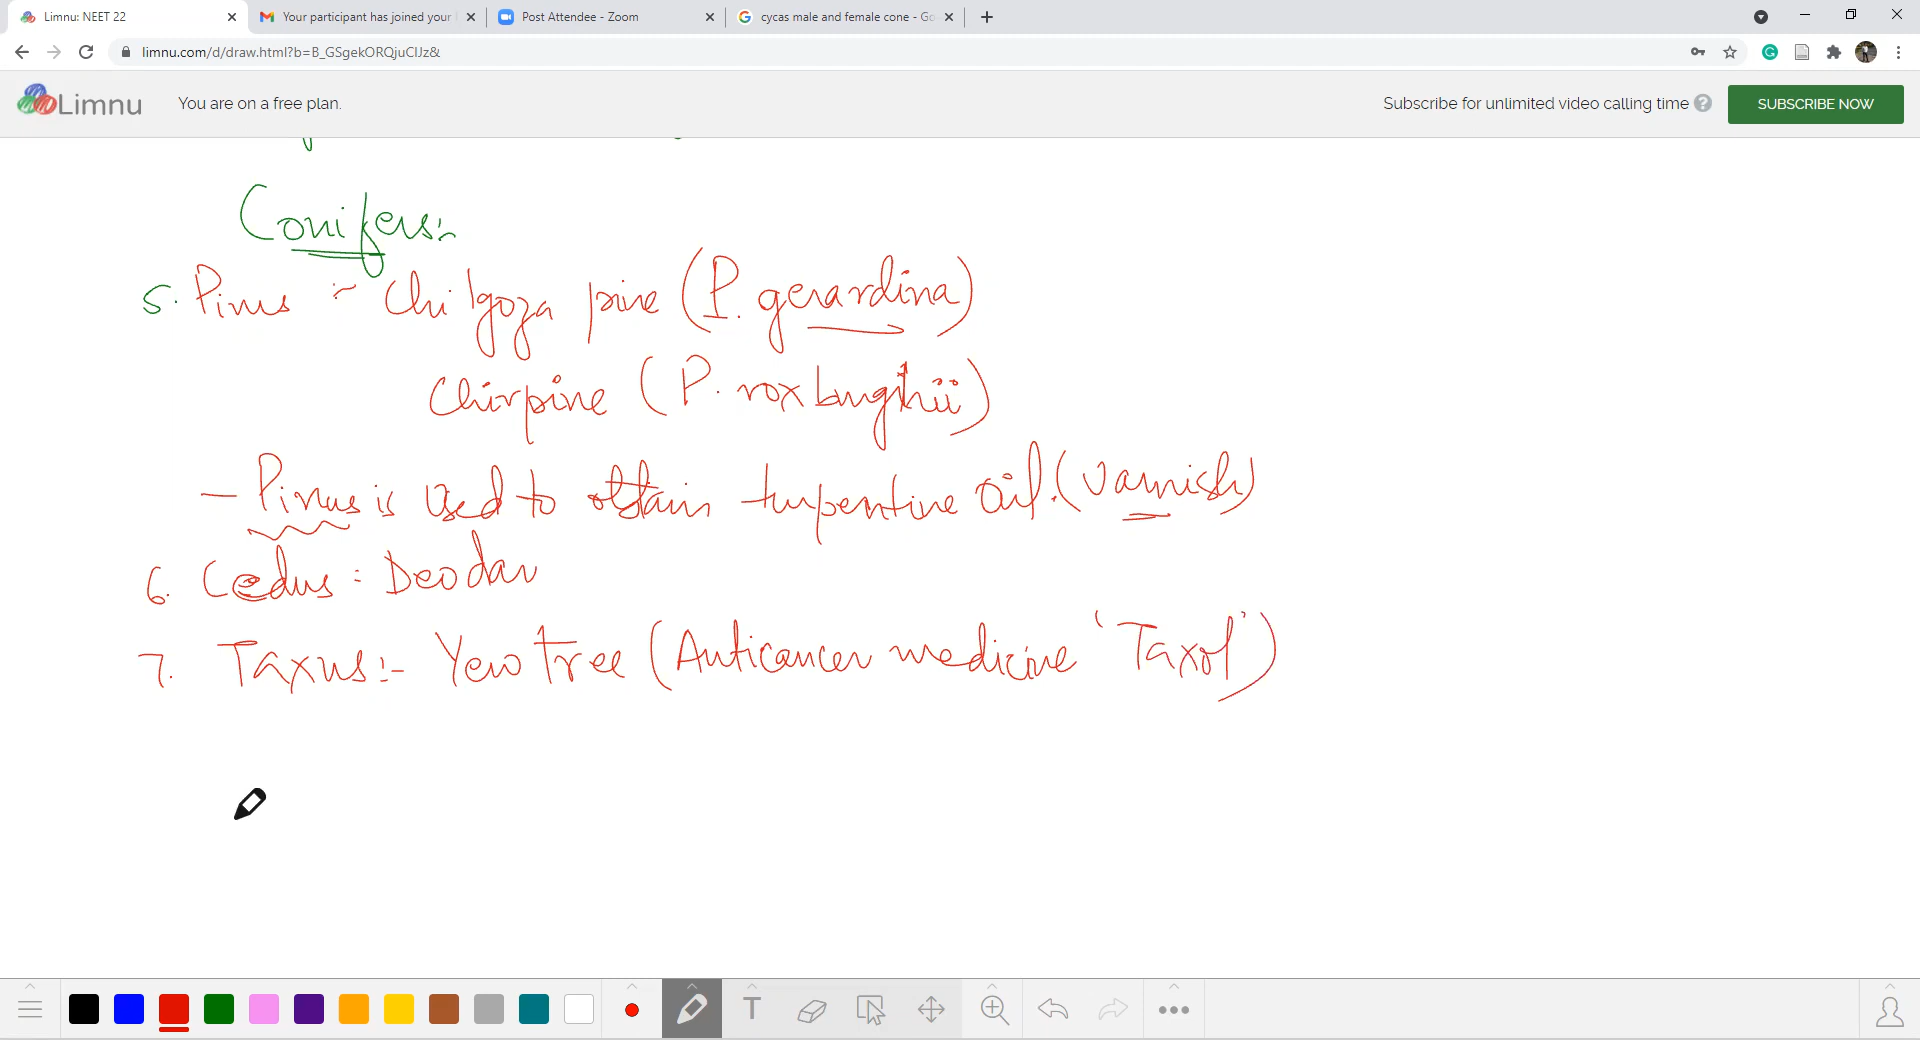 Limnu: NEET 22
Your participant has joined your
Post Attendee - Zoom
cycas male and female cone - Go
limnu.com/d/draw.html?b=B_GSgekORQjuClJz&
Limnu
You are on a free plan.
Subscribe for unlimited video calling time ?
SUBSCRIBE NOW
Conifers:-
5. Pinus :- Chilgoza pine (P. gerardina)
Chirpine (P. roxburghii)
- Pinus is used to obtain turpentine oil. (Varnish)
6. Cedrus : Deodar
7. Taxus :- Yew tree (Anticancer medicine 'Taxol')
T